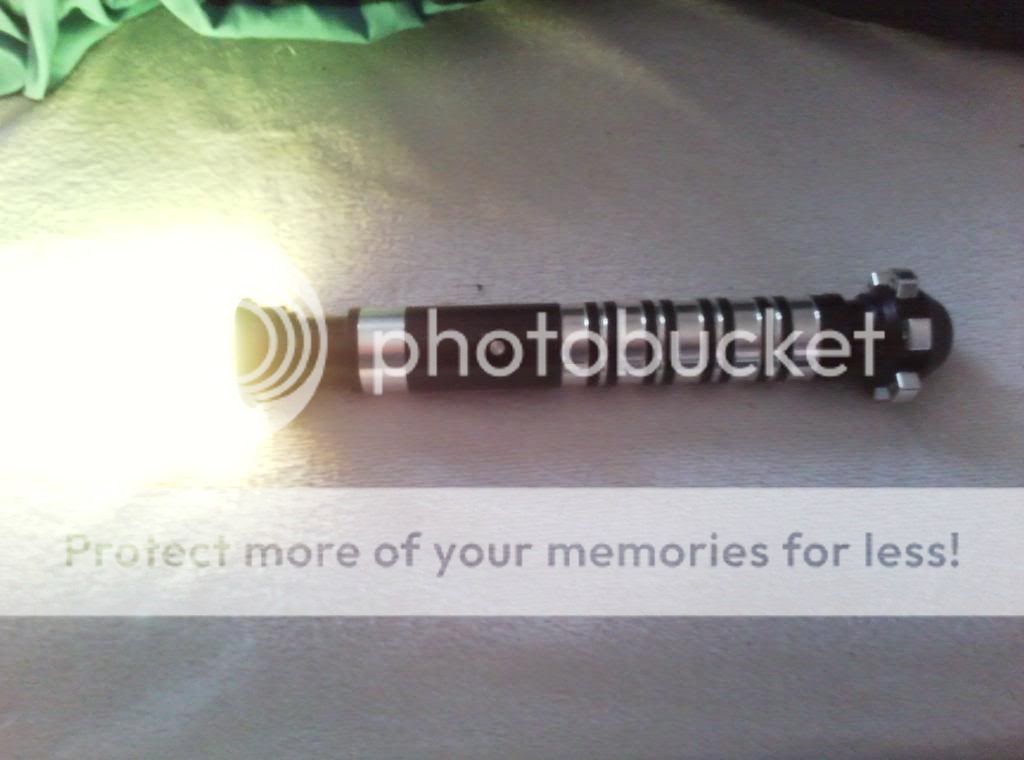 photobucket
Protect more of your memories for less!